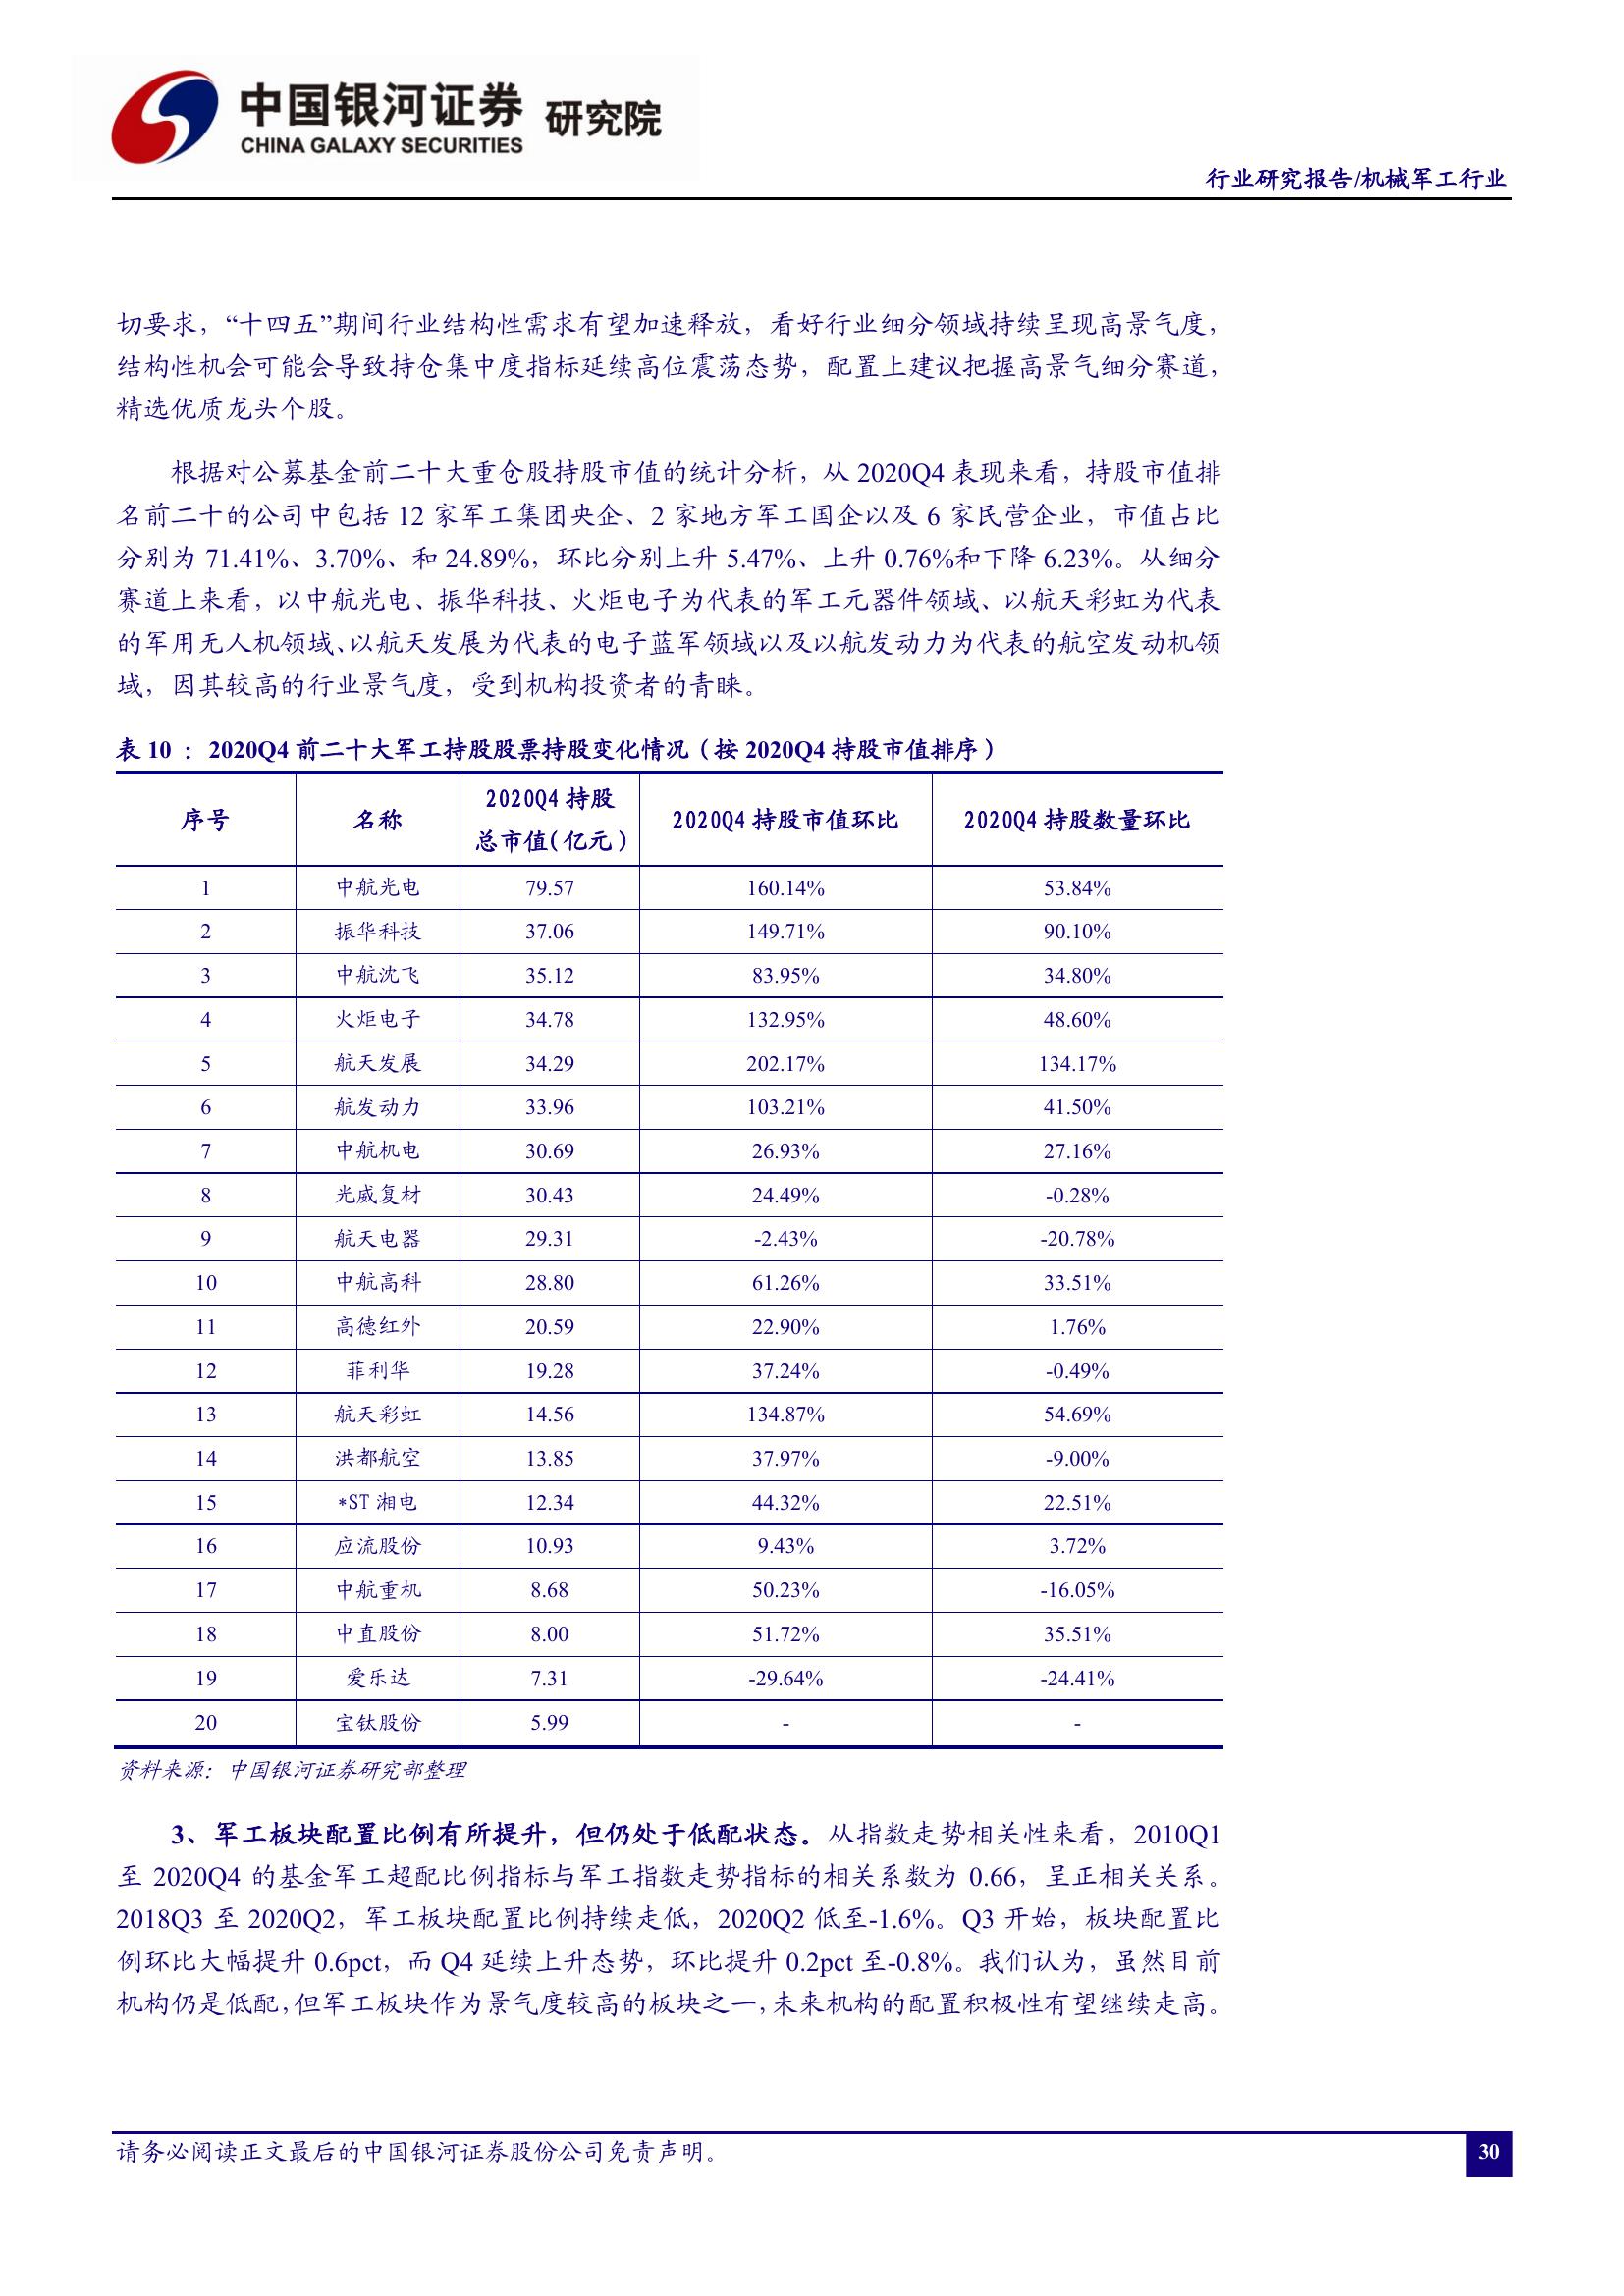 中国银河证券 研究院
CHINA GALAXY SECURITIES
行业研究报告/机械军工行业
切要求，“十四五”期间行业结构性需求有望加速释放，看好行业细分领域持续呈现高景气度，
结构性机会可能会导致持仓集中度指标延续高位震荡态势，配置上建议把握高景气细分赛道，
精选优质龙头个股。
根据对公募基金前二十大重仓股持股市值的统计分析，从 2020Q4 表现来看，持股市值排
名前二十的公司中包括 12 家军工集团央企、2 家地方军工国企以及 6 家民营企业，市值占比
分别为 71.41%、3.70%、和 24.89%，环比分别上升 5.47%、上升 0.76%和下降 6.23%。从细分
赛道上来看，以中航光电、振华科技、火炬电子为代表的军工元器件领域、以航天彩虹为代表
的军用无人机领域、以航天发展为代表的电子蓝军领域以及以航发动力为代表的航空发动机领
域，因其较高的行业景气度，受到机构投资者的青睐。
表 10 ： 2020Q4 前二十大军工持股股票持股变化情况（按 2020Q4 持股市值排序）
序号 名称 2020Q4 持股 总市值(亿元) 2020Q4 持股市值环比 2020Q4 持股数量环比
1 中航光电 79.57 160.14% 53.84%
2 振华科技 37.06 149.71% 90.10%
3 中航沈飞 35.12 83.95% 34.80%
4 火炬电子 34.78 132.95% 48.60%
5 航天发展 34.29 202.17% 134.17%
6 航发动力 33.96 103.21% 41.50%
7 中航机电 30.69 26.93% 27.16%
8 光威复材 30.43 24.49% -0.28%
9 航天电器 29.31 -2.43% -20.78%
10 中航高科 28.80 61.26% 33.51%
11 高德红外 20.59 22.90% 1.76%
12 菲利华 19.28 37.24% -0.49%
13 航天彩虹 14.56 134.87% 54.69%
14 洪都航空 13.85 37.97% -9.00%
15 *ST 湘电 12.34 44.32% 22.51%
16 应流股份 10.93 9.43% 3.72%
17 中航重机 8.68 50.23% -16.05%
18 中直股份 8.00 51.72% 35.51%
19 爱乐达 7.31 -29.64% -24.41%
20 宝钛股份 5.99 - -
资料来源：中国银河证券研究部整理
3、军工板块配置比例有所提升，但仍处于低配状态。从指数走势相关性来看，2010Q1
至 2020Q4 的基金军工超配比例指标与军工指数走势指标的相关系数为 0.66，呈正相关关系。
2018Q3 至 2020Q2，军工板块配置比例持续走低，2020Q2 低至-1.6%。Q3 开始，板块配置比
例环比大幅提升 0.6pct，而 Q4 延续上升态势，环比提升 0.2pct 至-0.8%。我们认为，虽然目前
机构仍是低配，但军工板块作为景气度较高的板块之一，未来机构的配置积极性有望继续走高。
请务必阅读正文最后的中国银河证券股份公司免责声明。
30